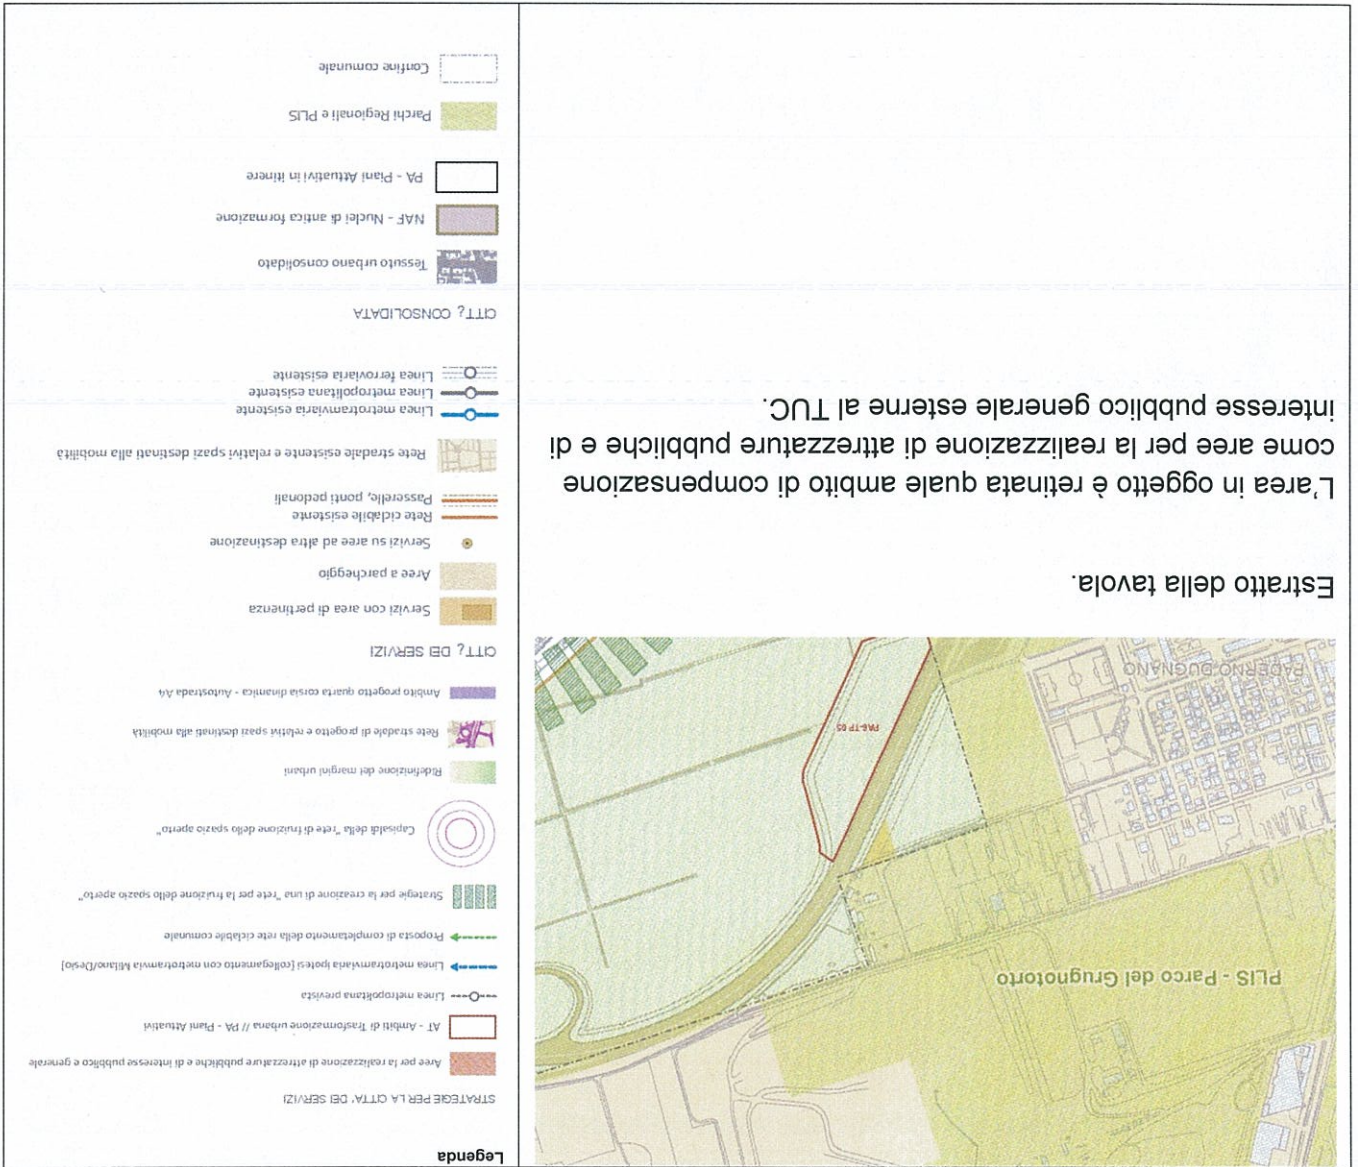 Legenda
STRATEGIE PER LA CITTA' DEI SERVIZI
Aree per la realizzazione di attrezzature pubbliche e di interesse pubblico e generale
AT - Ambiti di Trasformazione urbana // PA - Piani Attuativi
Linea metropolitana prevista
Linea metrotramviaria ipotesi [collegamento con metrotramvia Milano/Desio]
Proposta di completamento della rete ciclabile comunale
Strategie per la creazione di una "rete per la fruizione dello spazio aperto"
Capisaldi della "rete di fruizione dello spazio aperto"
Ridefinizione dei margini urbani
Rete stradale di progetto e relativi spazi destinati alla mobilità
Ambito progetto quarta corsia dinamica - Autostrada A4
CITT¿ DEI SERVIZI
Servizi con area di pertinenza
Aree a parcheggio
Servizi su aree ad altra destinazione
Rete ciclabile esistente
Passerelle, ponti pedonali
Rete stradale esistente e relativi spazi destinati alla mobilità
Linea metrotramviaria esistente
Linea metropolitana esistente
Linea ferroviaria esistente
CITT¿ CONSOLIDATA
Tessuto urbano consolidato
NAF - Nuclei di antica formazione
PA - Piani Attuativi in itinere
Parchi Regionali e PLIS
Confine comunale
PLIS - Parco del Grugnotorto
PA6-TP 05
PADERNO DUGNANO
Estratto della tavola.
L'area in oggetto è retinata quale ambito di compensazione
come aree per la realizzazione di attrezzature pubbliche e di
interesse pubblico generale esterne al TUC.